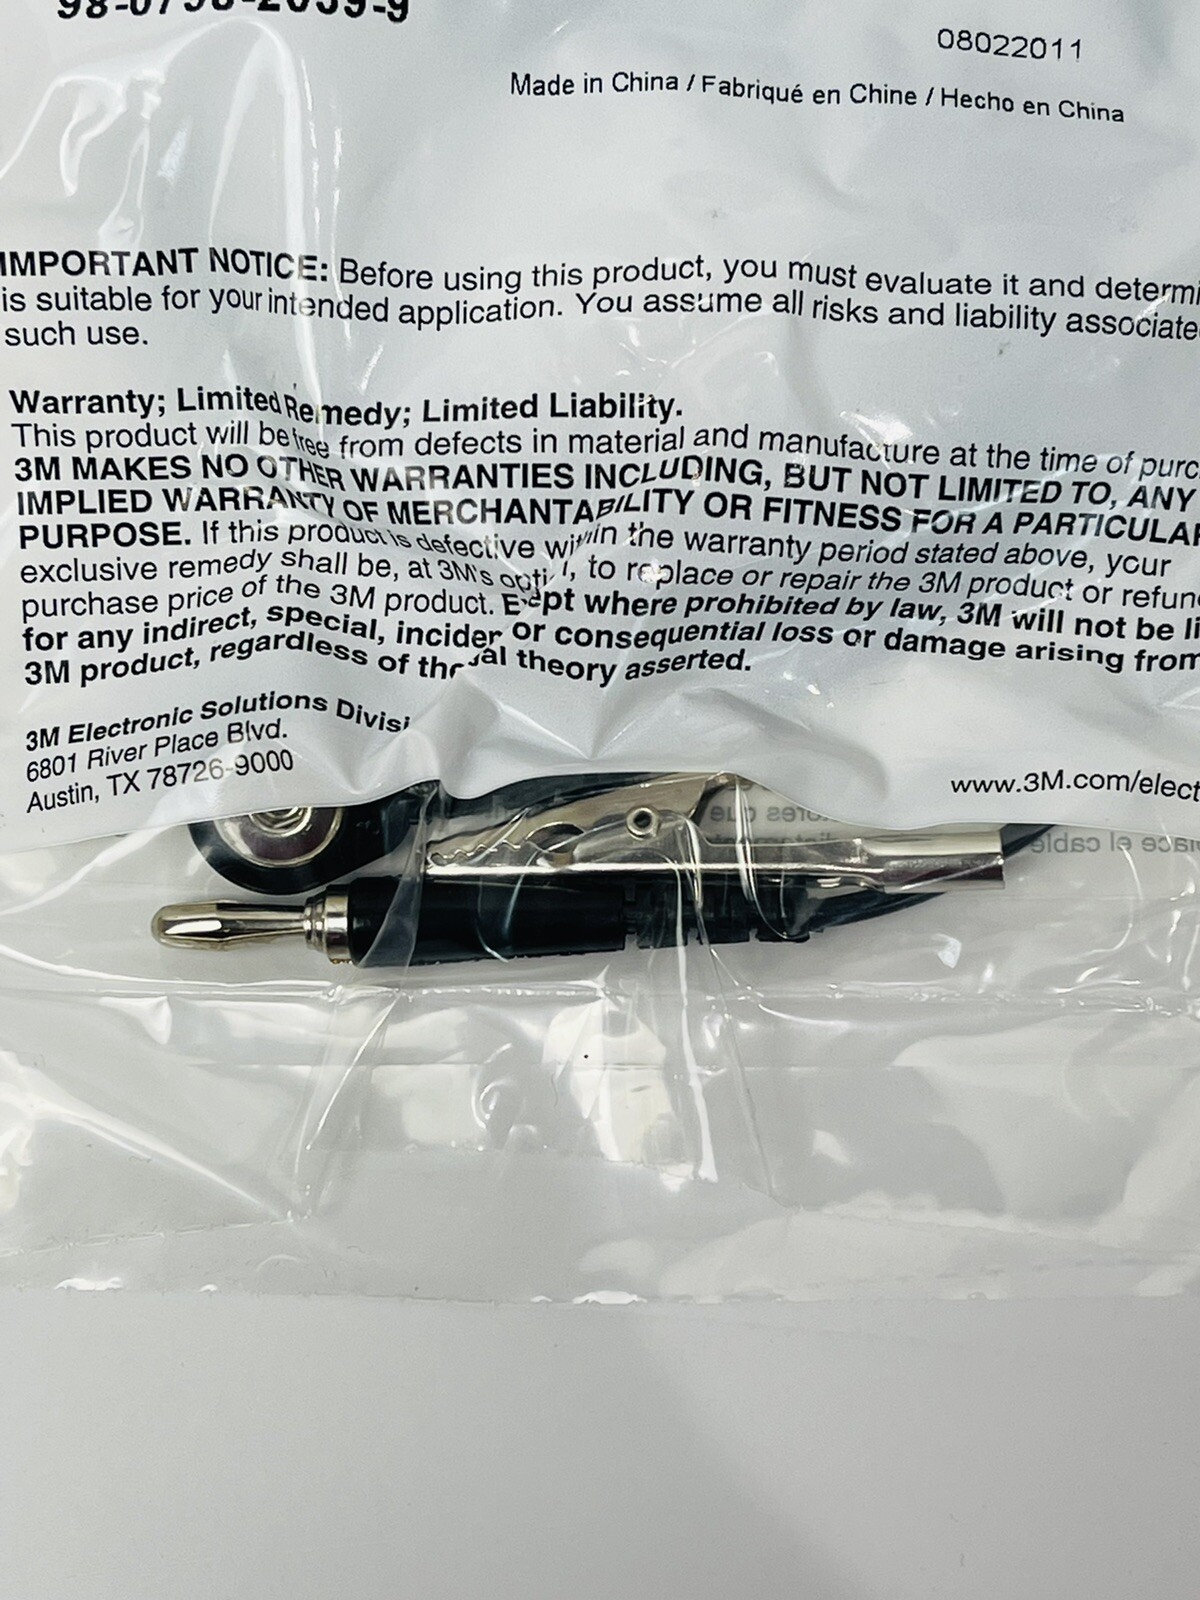 08022011
Made in China / Fabriqué en Chine / Hecho en China
IMPORTANT NOTICE: Before using this product, you must evaluate it and determi
is suitable for your intended application. You assume all risks and liability associate
such use.
Warranty; Limited Remedy; Limited Liability.
This product will be free from defects in material and manufacture at the time of purc
3M MAKES NO OTHER WARRANTIES INCLUDING, BUT NOT LIMITED TO, ANY
IMPLIED WARRANTY OF MERCHANTABILITY OR FITNESS FOR A PARTICULAR
PURPOSE. If this product is defective within the warranty period stated above, your
exclusive remedy shall be, at 3M's opti, to replace or repair the 3M product or refun
purchase price of the 3M product. Except where prohibited by law, 3M will not be li
for any indirect, special, incider or consequential loss or damage arising from
3M product, regardless of the al theory asserted.
3M Electronic Solutions Divisi
6801 River Place Blvd.
Austin, TX 78726-9000
www.3M.com/elect